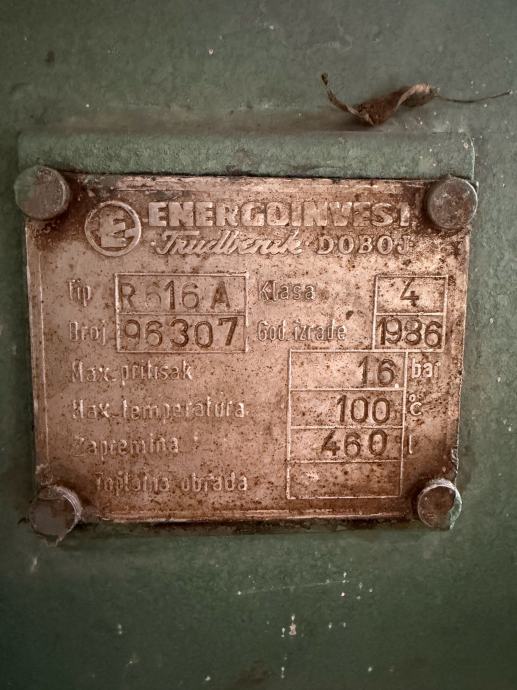 E ENERGOINVEST
Trudbenik DOBOJ
Tip R 616 A Klasa 4
Broj 96307 God. izrade 1986
Max. pritisak 16 bar
Max. temperatura 100 °C
Zapremina 460 l
Toplotna obrada